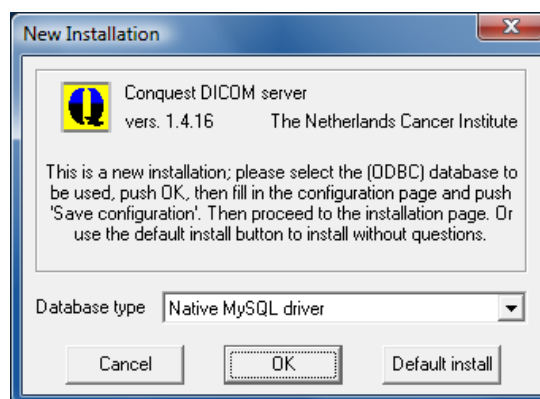 New Installation
Conquest DICOM server
vers. 1.4.16 The Netherlands Cancer Institute
This is a new installation; please select the (ODBC) database to
be used, push OK, then fill in the configuration page and push
'Save configuration'. Then proceed to the installation page. Or
use the default install button to install without questions.
Database type Native MySQL driver
Cancel OK Default install